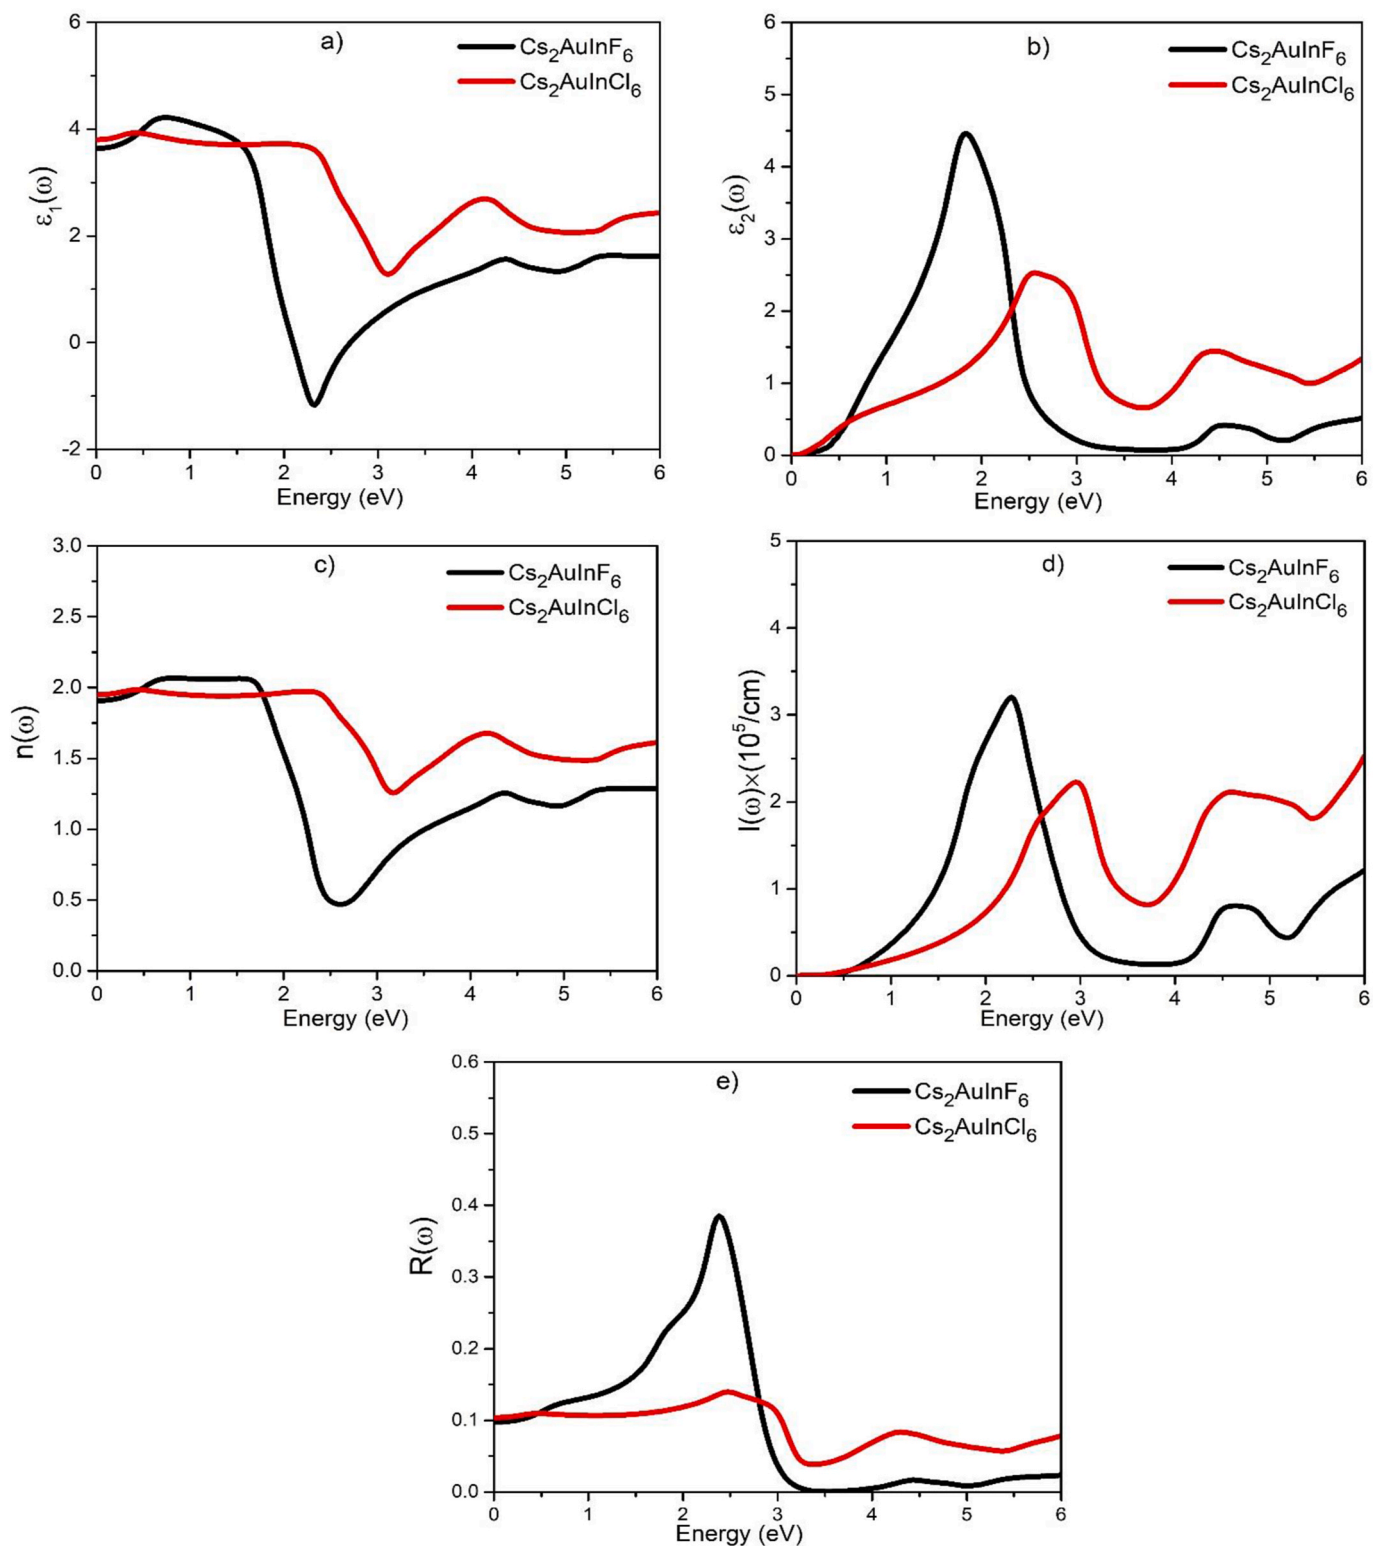 a)
Cs₂AuInF₆
Cs₂AuInCl₆
6
4
2
0
-2
ε₁(ω)
0 1 2 3 4 5 6
Energy (eV)
b)
Cs₂AuInF₆
Cs₂AuInCl₆
6
5
4
3
2
1
0
ε₂(ω)
0 1 2 3 4 5 6
Energy (eV)
c)
Cs₂AuInF₆
Cs₂AuInCl₆
3.0
2.5
2.0
1.5
1.0
0.5
0.0
n(ω)
0 1 2 3 4 5 6
Energy (eV)
d)
Cs₂AuInF₆
Cs₂AuInCl₆
5
4
3
2
1
0
I(ω)×(10⁵/cm)
0 1 2 3 4 5 6
Energy (eV)
e)
Cs₂AuInF₆
Cs₂AuInCl₆
0.6
0.5
0.4
0.3
0.2
0.1
0.0
R(ω)
0 1 2 3 4 5 6
Energy (eV)